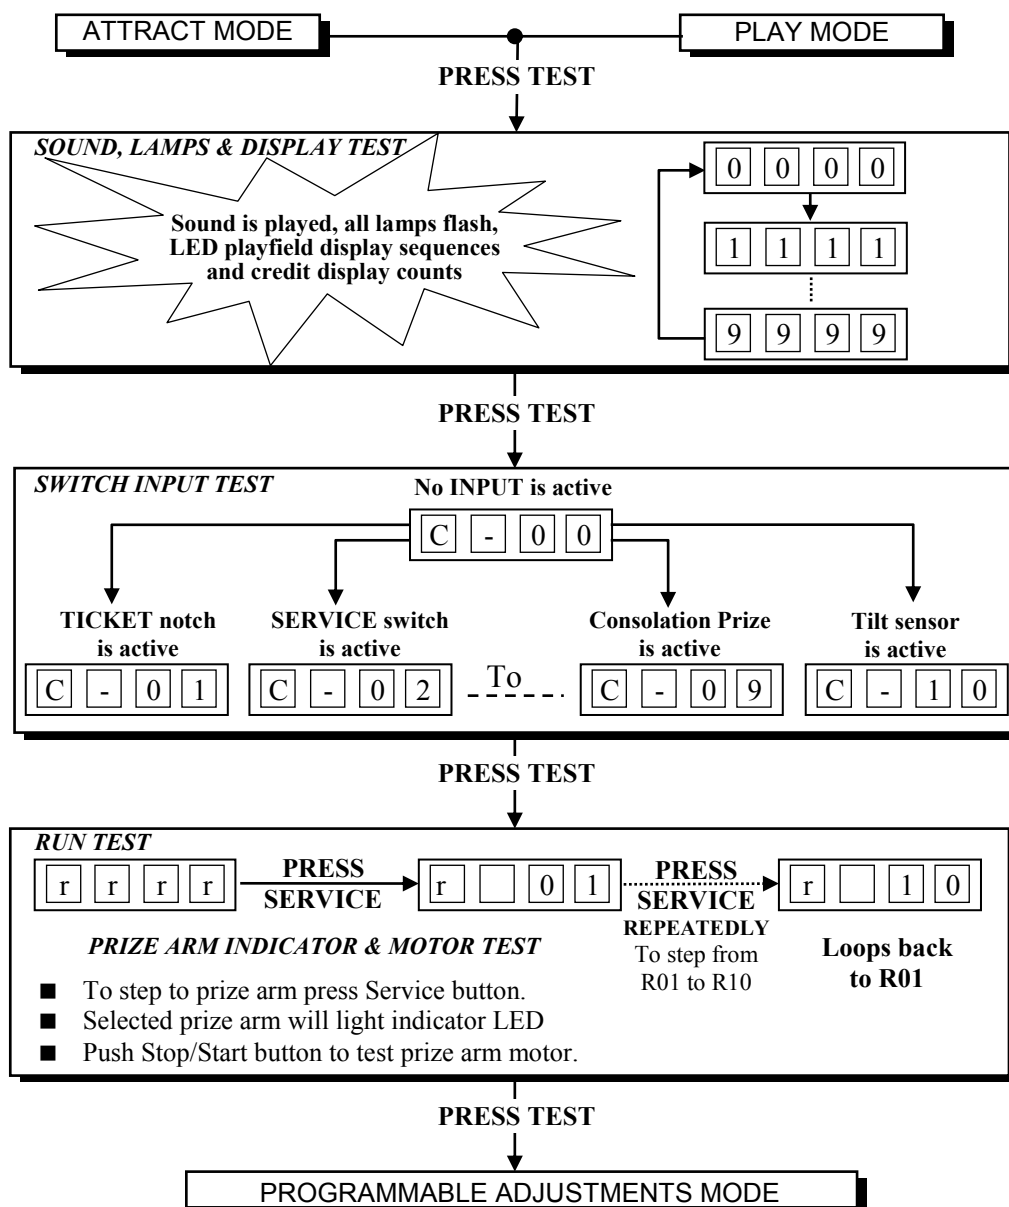 ATTRACT MODE
PLAY MODE
PRESS TEST
SOUND, LAMPS & DISPLAY TEST
Sound is played, all lamps flash,
LED playfield display sequences
and credit display counts
0 0 0 0
1 1 1 1
9 9 9 9
PRESS TEST
SWITCH INPUT TEST
No INPUT is active
C - 0 0
TICKET notch
is active
C - 0 1
SERVICE switch
is active
C - 0 2
To
Consolation Prize
is active
C - 0 9
Tilt sensor
is active
C - 1 0
PRESS TEST
RUN TEST
r r r r
PRESS
SERVICE
r 0 1
PRESS
SERVICE
REPEATEDLY
To step from
R01 to R10
r 1 0
Loops back
to R01
PRIZE ARM INDICATOR & MOTOR TEST
■ To step to prize arm press Service button.
■ Selected prize arm will light indicator LED
■ Push Stop/Start button to test prize arm motor.
PRESS TEST
PROGRAMMABLE ADJUSTMENTS MODE